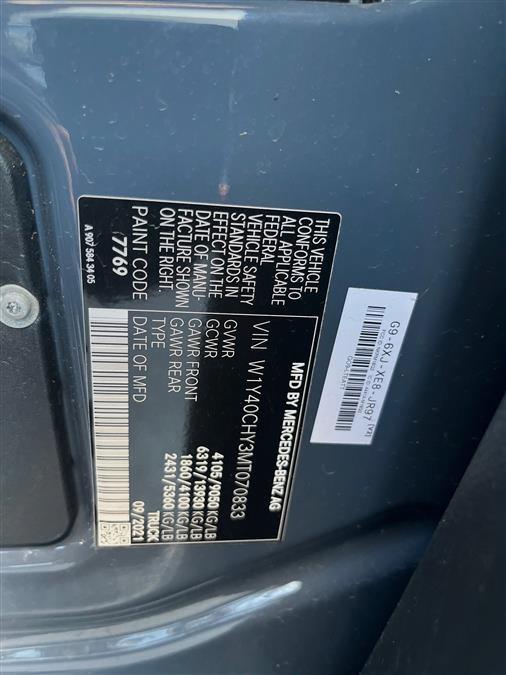 MFD BY MERCEDES-BENZ AG
VIN W1Y40CHY3MT070833
GVWR 4105/9050 KG/LB
GCWR 6319/13930 KG/LB
GAWR FRONT 1860/4100 KG/LB
GAWR REAR 2431/5360 KG/LB
TYPE TRUCK
DATE OF MFD 09/2021
THIS VEHICLE
CONFORMS TO
ALL APPLICABLE
FEDERAL
VEHICLE SAFETY
STANDARDS IN
EFFECT ON THE
DATE OF MANU-
FACTURE SHOWN
ON THE RIGHT.
PAINT CODE
7769
A 907 584 34 05
G9-6XJ-XE8-JR97